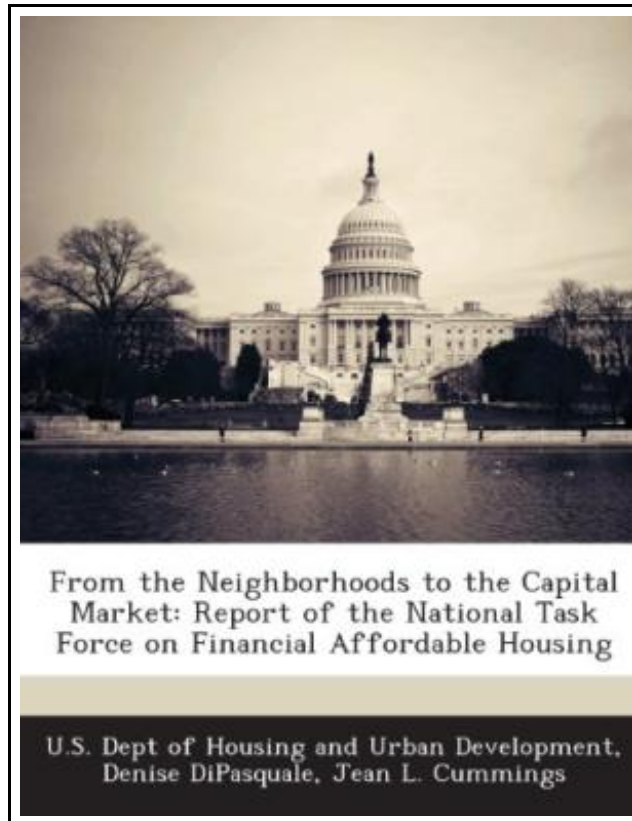 From the Neighborhoods to the Capital
Market: Report of the National Task
Force on Financial Affordable Housing
U.S. Dept of Housing and Urban Development,
Denise DiPasquale, Jean L. Cummings